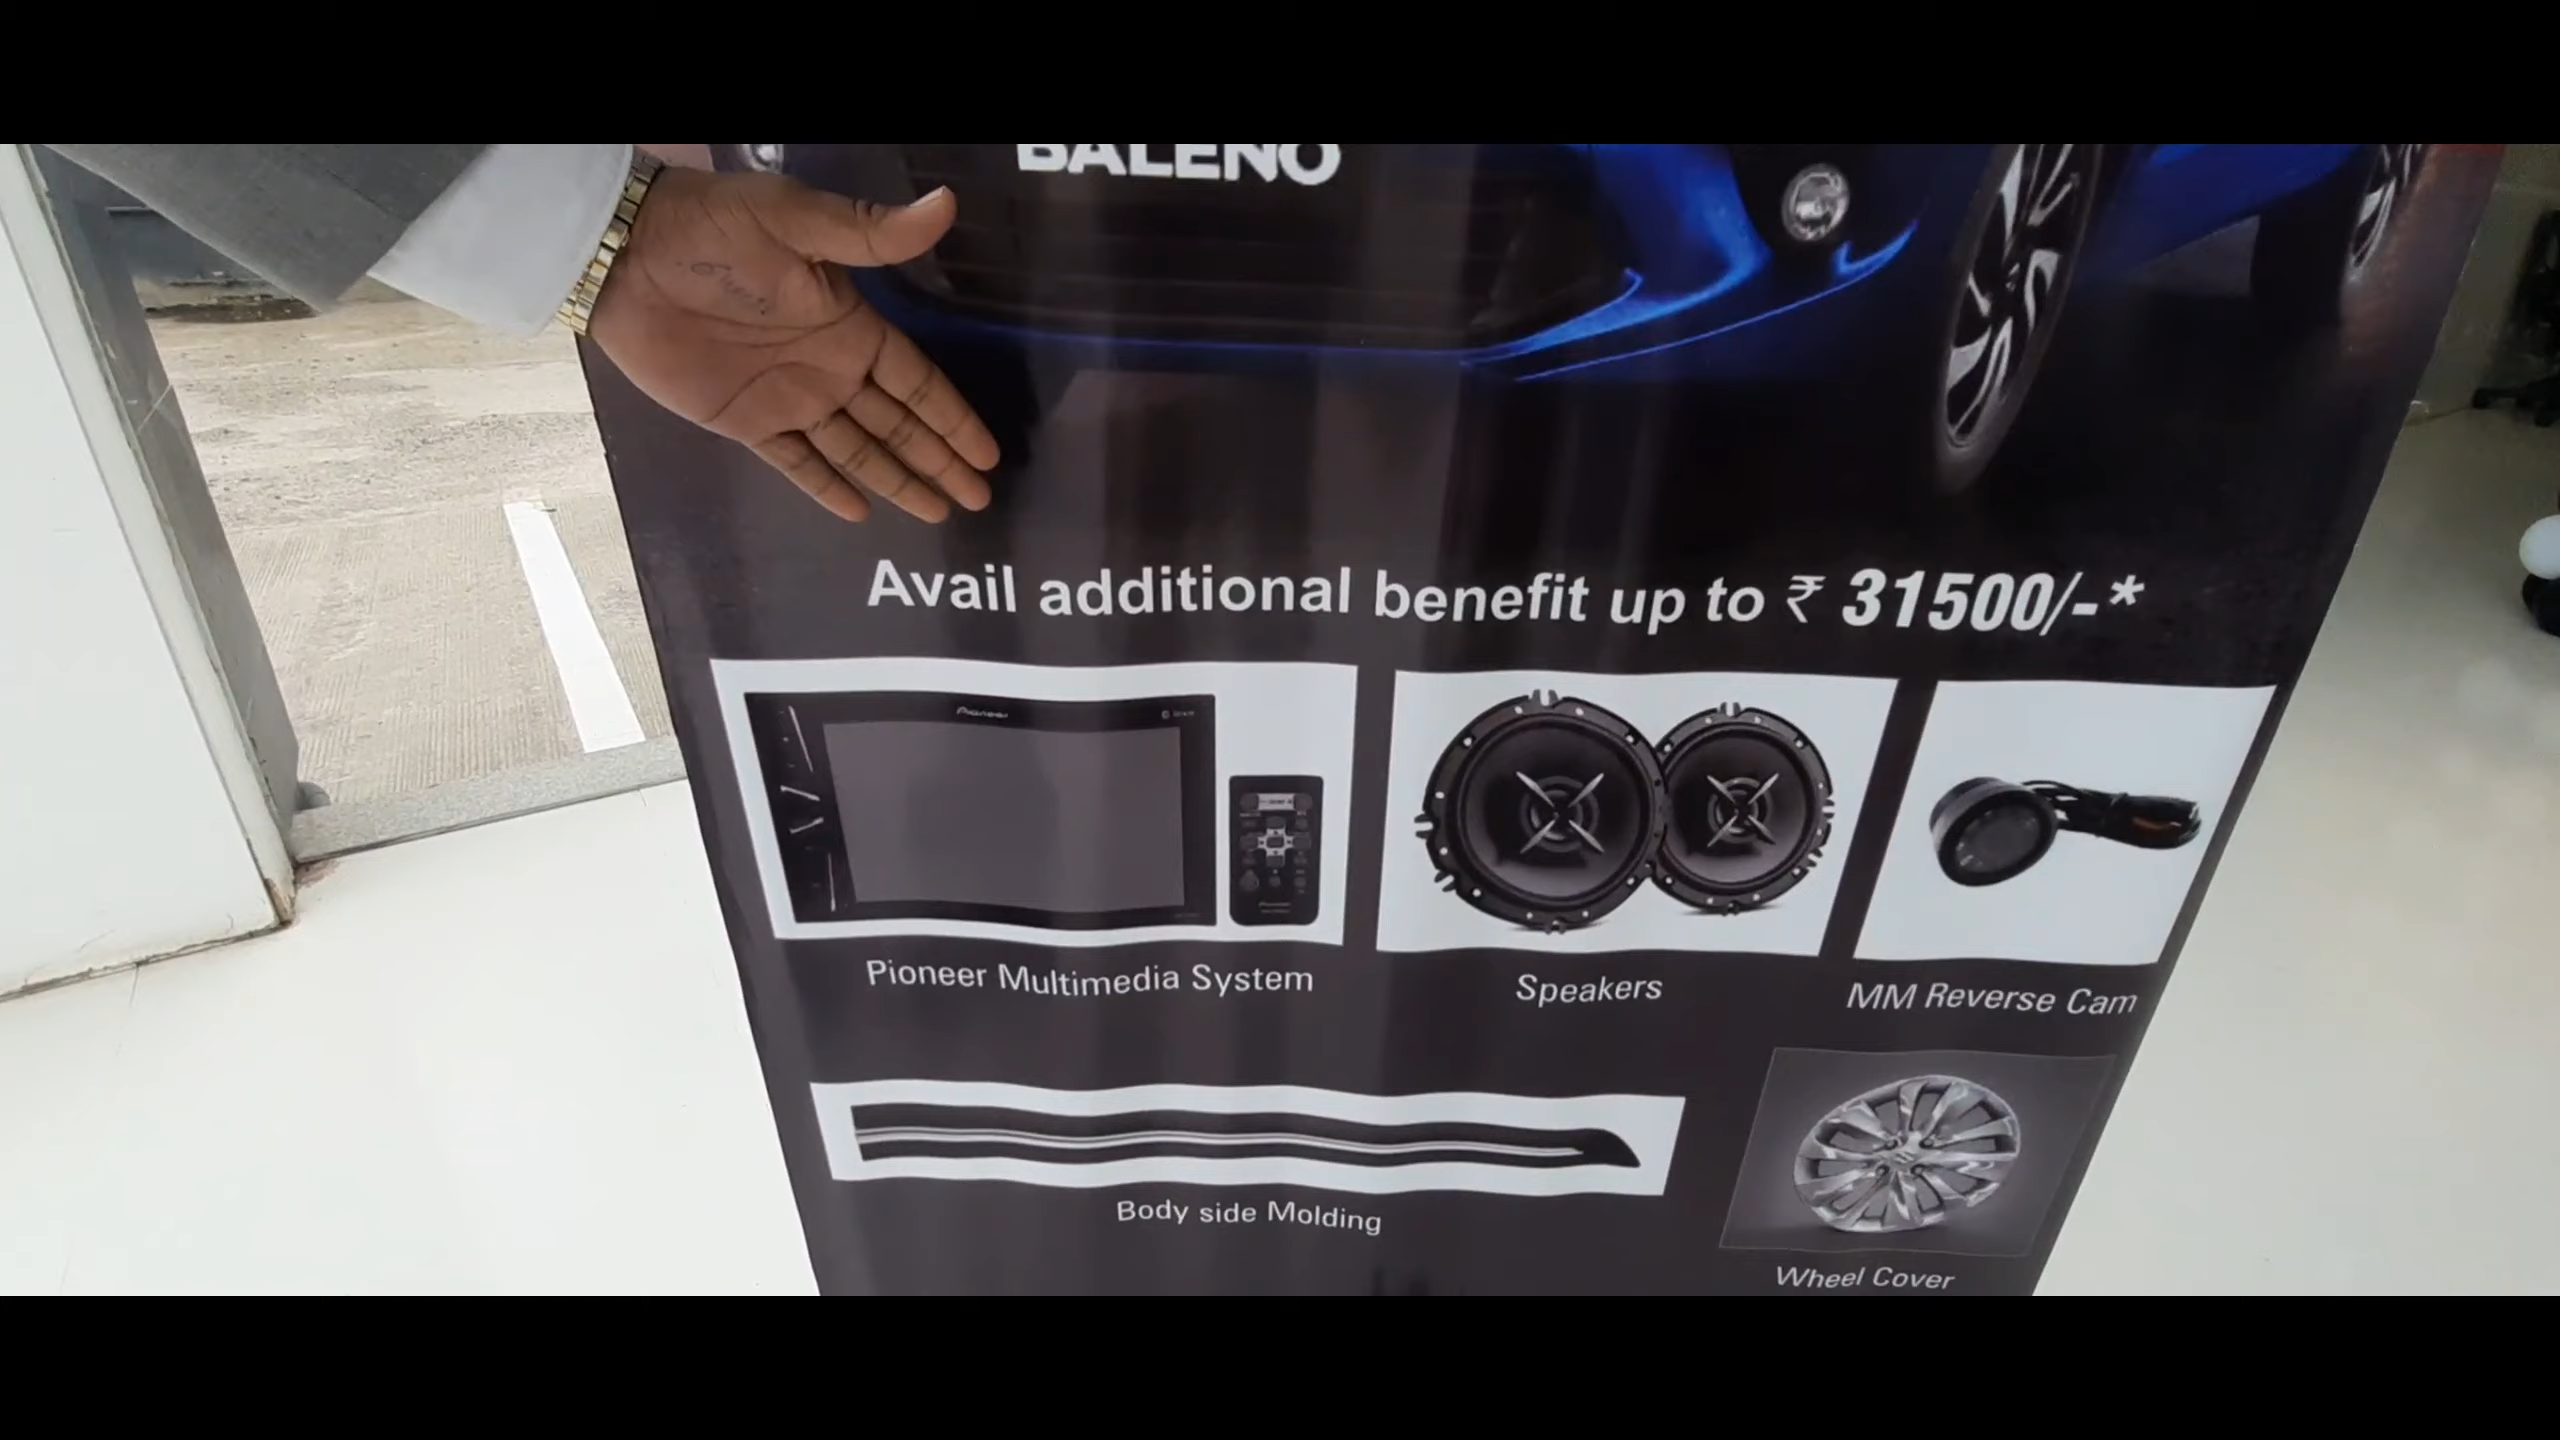 BALENO
Avail additional benefit up to ₹ 31500/-*
Pioneer
Pioneer Multimedia System
Speakers
MM Reverse Cam
Body side Molding
Wheel Cover